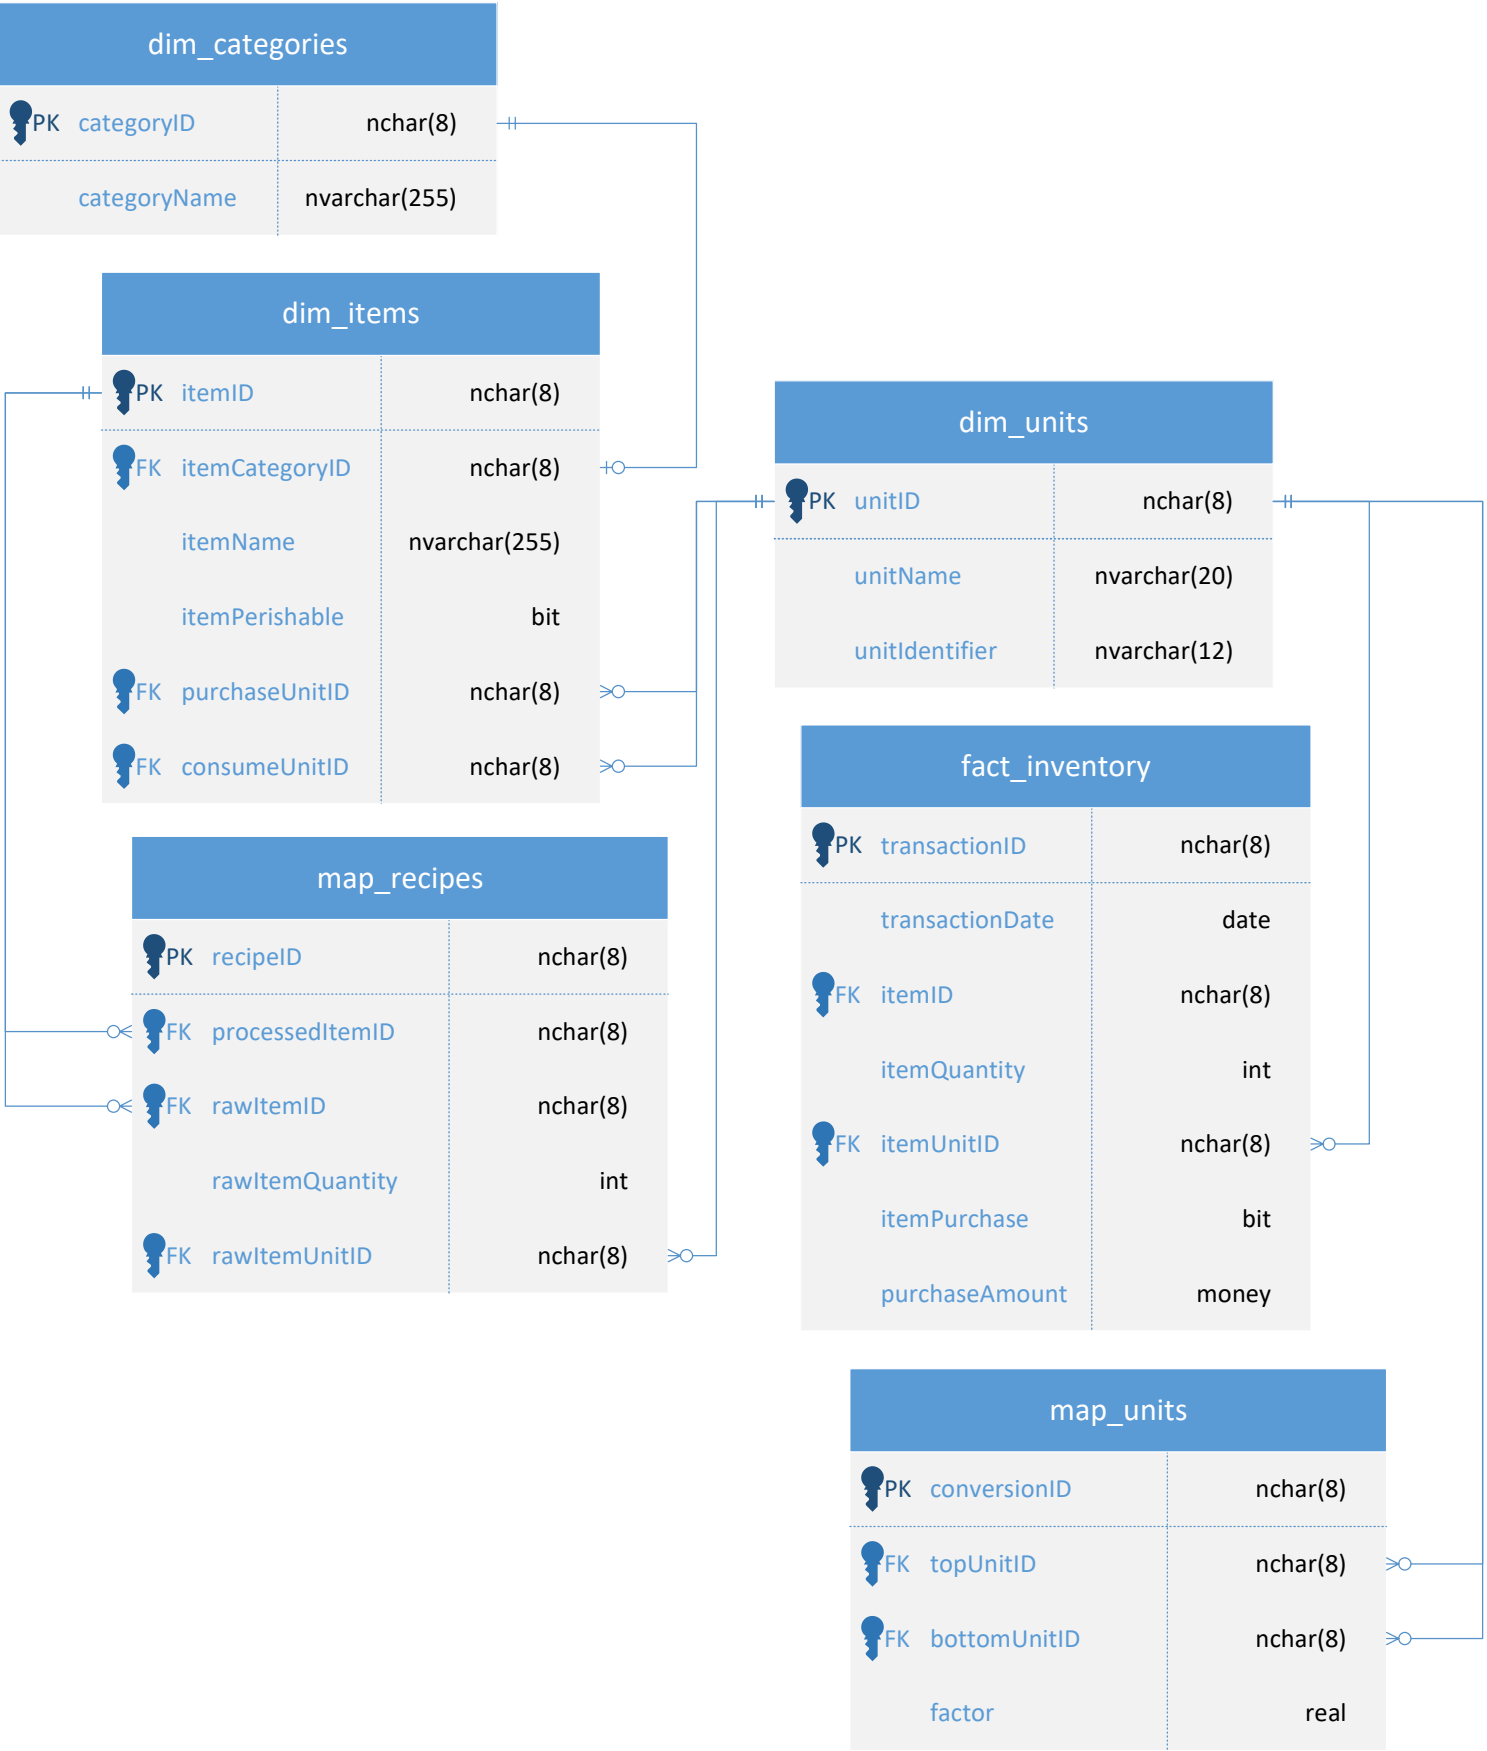 dim_categories
PK categoryID nchar(8)
categoryName nvarchar(255)
dim_items
PK itemID nchar(8)
FK itemCategoryID nchar(8)
itemName nvarchar(255)
itemPerishable bit
FK purchaseUnitID nchar(8)
FK consumeUnitID nchar(8)
dim_units
PK unitID nchar(8)
unitName nvarchar(20)
unitIdentifier nvarchar(12)
map_recipes
PK recipeID nchar(8)
FK processedItemID nchar(8)
FK rawItemID nchar(8)
rawItemQuantity int
FK rawItemUnitID nchar(8)
fact_inventory
PK transactionID nchar(8)
transactionDate date
FK itemID nchar(8)
itemQuantity int
FK itemUnitID nchar(8)
itemPurchase bit
purchaseAmount money
map_units
PK conversionID nchar(8)
FK topUnitID nchar(8)
FK bottomUnitID nchar(8)
factor real